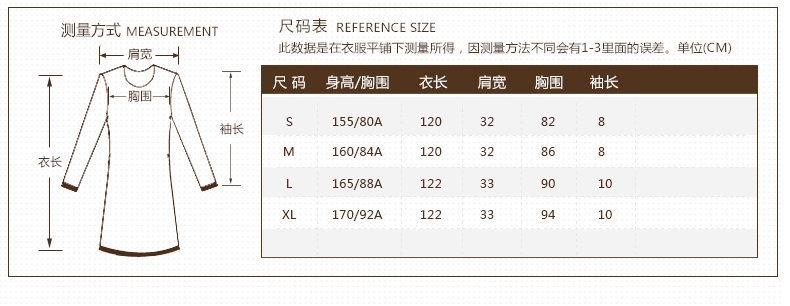 测量方式 MEASUREMENT
肩宽
胸围
袖长
衣长
尺码表 REFERENCE SIZE
此数据是在衣服平铺下测量所得，因测量方法不同会有1-3里面的误差。单位(CM)
尺 码 身高/胸围 衣长 肩宽 胸围 袖长
S 155/80A 120 32 82 8
M 160/84A 120 32 86 8
L 165/88A 122 33 90 10
XL 170/92A 122 33 94 10